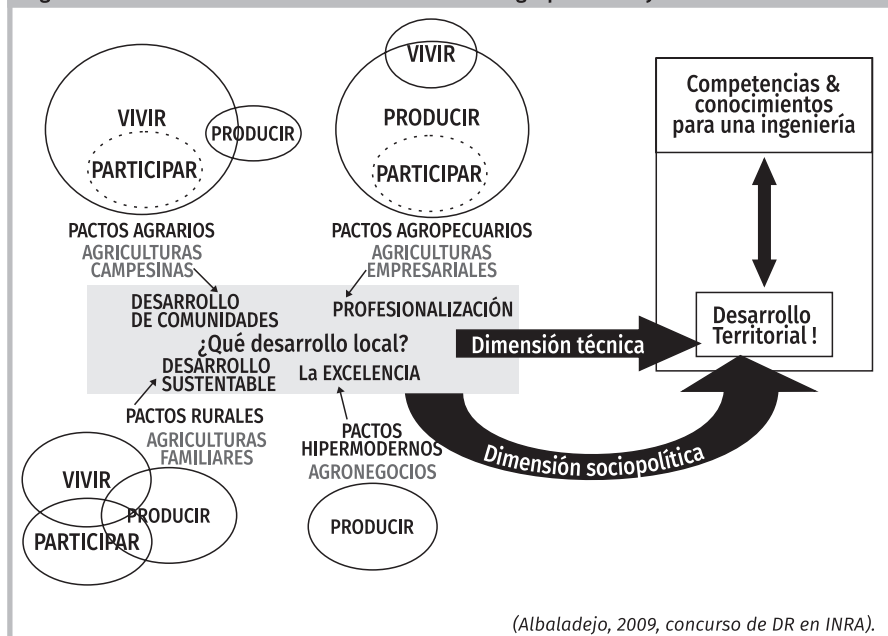 VIVIR
PRODUCIR
PARTICIPAR
PACTOS AGRARIOS
AGRICULTURAS
CAMPESINAS
VIVIR
PRODUCIR
PARTICIPAR
PACTOS AGROPECUARIOS
AGRICULTURAS
EMPRESARIALES
DESARROLLO
DE COMUNIDADES
PROFESIONALIZACIÓN
¿Qué desarrollo local?
DESARROLLO
SUSTENTABLE
La EXCELENCIA
PACTOS RURALES
AGRICULTURAS
FAMILIARES
VIVIR
PRODUCIR
PARTICIPAR
PACTOS
HIPERMODERNOS
AGRONEGOCIOS
PRODUCIR
Dimensión técnica
Dimensión sociopolítica
Competencias &
conocimientos
para una ingeniería
Desarrollo
Territorial !
(Albaladejo, 2009, concurso de DR en INRA).